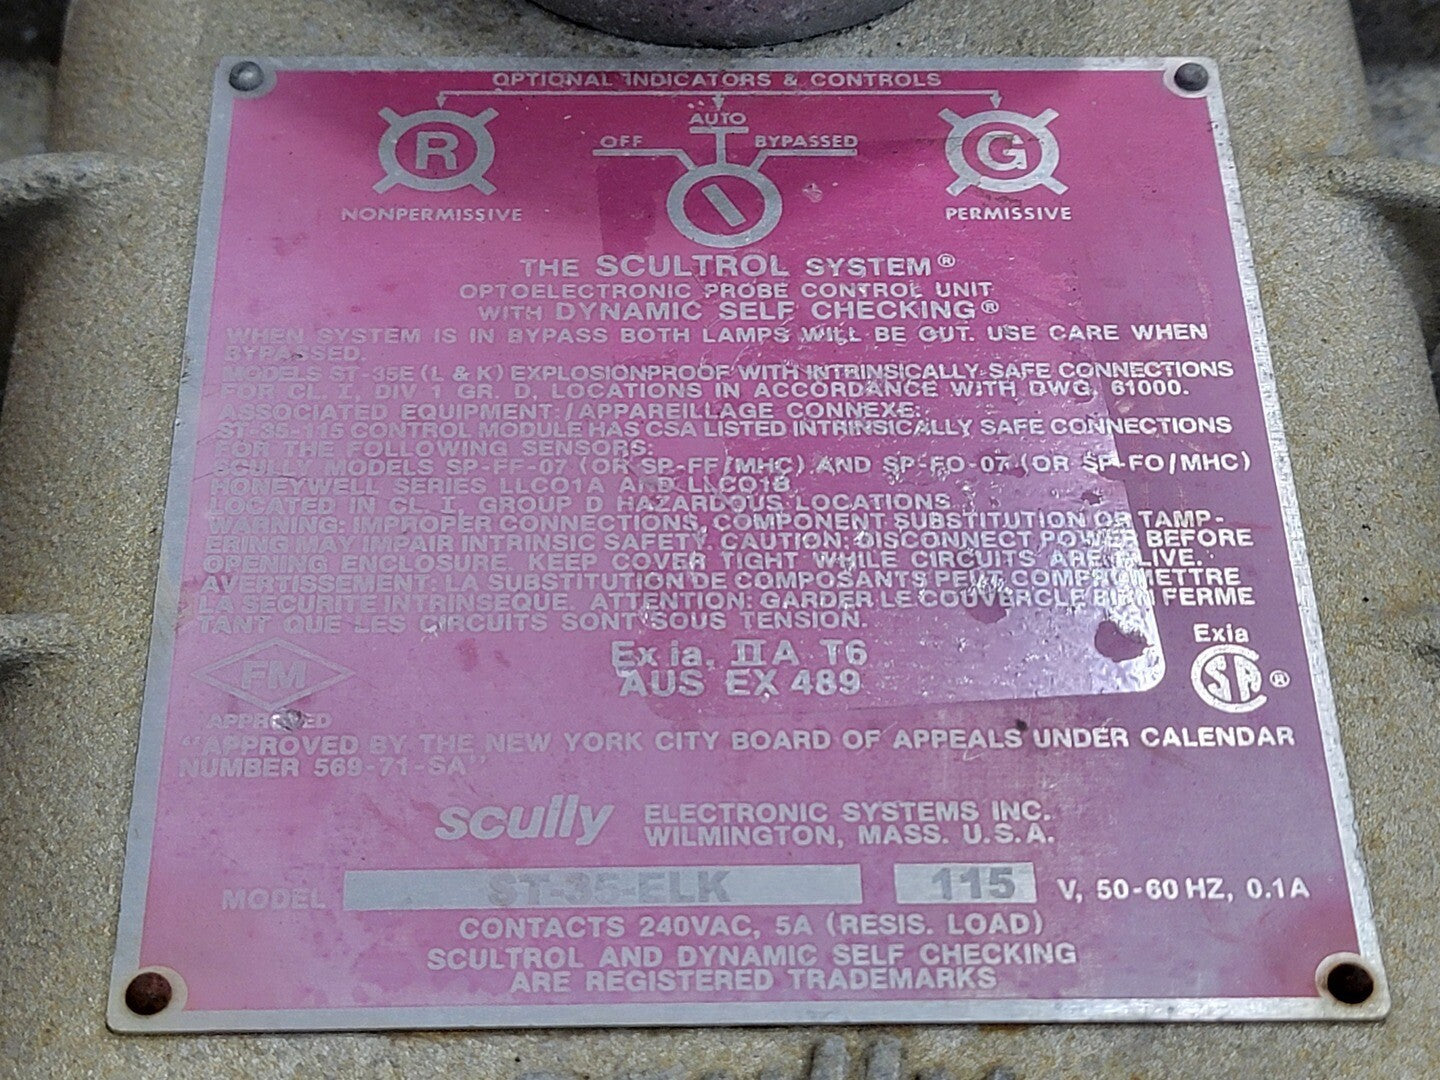 OPTIONAL INDICATORS & CONTROLS
R
OFF
AUTO
BYPASSED
G
NONPERMISSIVE
PERMISSIVE
THE SCULTROL SYSTEM®
OPTOELECTRONIC PROBE CONTROL UNIT
WITH DYNAMIC SELF CHECKING®
WHEN SYSTEM IS IN BYPASS BOTH LAMPS WILL BE OUT. USE CARE WHEN
BYPASSED.
MODELS ST-35E (L & K) EXPLOSIONPROOF WITH INTRINSICALLY SAFE CONNECTIONS
FOR CL. I, DIV 1 GR. D, LOCATIONS IN ACCORDANCE WITH DWG. 61000.
ASSOCIATED EQUIPMENT:/APPAREILLAGE CONNEXE:
ST-35-115 CONTROL MODULE HAS CSA LISTED INTRINSICALLY SAFE CONNECTIONS
FOR THE FOLLOWING SENSORS:
SCULLY MODELS SP-FF-07 (OR SP-FF/MHC) AND SP-FO-07 (OR SP-FO/MHC)
HONEYWELL SERIES LLCO1A AND LLCO1B
LOCATED IN CL. I, GROUP D HAZARDOUS LOCATIONS.
WARNING: IMPROPER CONNECTIONS, COMPONENT SUBSTITUTION OR TAMP-
ERING MAY IMPAIR INTRINSIC SAFETY. CAUTION: DISCONNECT POWER BEFORE
OPENING ENCLOSURE. KEEP COVER TIGHT WHILE CIRCUITS ARE ALIVE.
AVERTISSEMENT: LA SUBSTITUTION DE COMPOSANTS PEUT COMPROMETTRE
LA SECURITE INTRINSEQUE. ATTENTION: GARDER LE COUVERCLE BIEN FERME
TANT QUE LES CIRCUITS SONT SOUS TENSION.
Ex ia, IIA T6
AUS EX 489
Exia
SA ®
FM
APPROVED
"APPROVED BY THE NEW YORK CITY BOARD OF APPEALS UNDER CALENDAR
NUMBER 569-71-SA"
scully ELECTRONIC SYSTEMS INC.
WILMINGTON, MASS. U.S.A.
MODEL ST-35-ELK 115 V, 50-60 HZ, 0.1A
CONTACTS 240VAC, 5A (RESIS. LOAD)
SCULTROL AND DYNAMIC SELF CHECKING
ARE REGISTERED TRADEMARKS